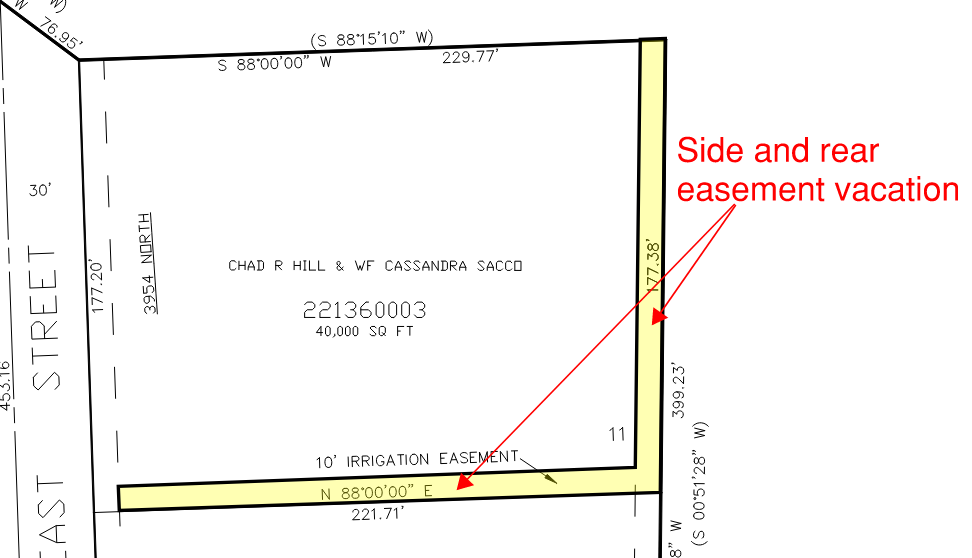 W)
W
76.95'
(S 88°15'10" W)
S 88°00'00" W
229.77'
Side and rear
easement vacation
30'
3954 NORTH
177.20'
177.38'
CHAD R HILL & WF CASSANDRA SACCO
221360003
40,000 SQ FT
EAST STREET
453.16
399.23'
(S 00°51'28" W)
11
10' IRRIGATION EASEMENT
N 88°00'00" E
221.71'
8" W